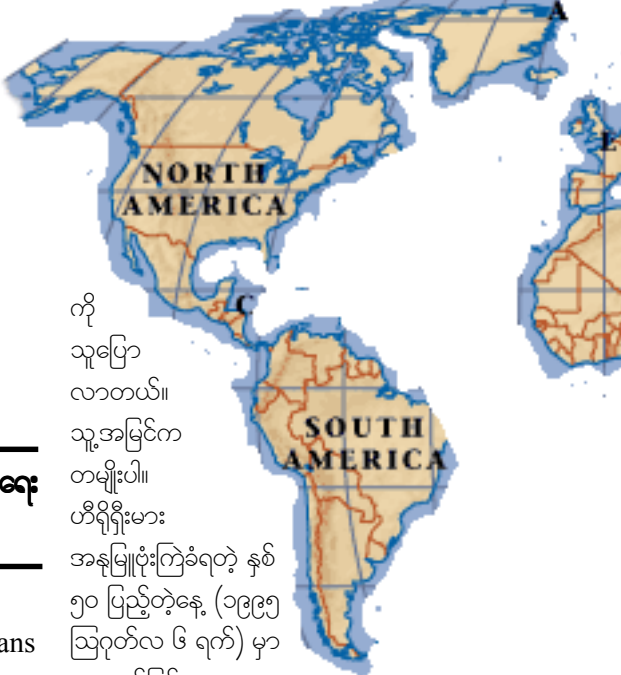 A
NORTH
AMERICA
C
SOUTH
AMERICA
ရေး
ans
ကို
သူပြော
လာတယ်။
သူ့အမြင်က
တမျိုးပါ။
ဟီရိုရှီးမား
အနုမြူဗုံးကြဲခံရတဲ့ နှစ်
၅၀ ပြည့်တဲ့နေ့ (၁၉၉၅
ဩဂုတ်လ ၆ ရက်) မှာ